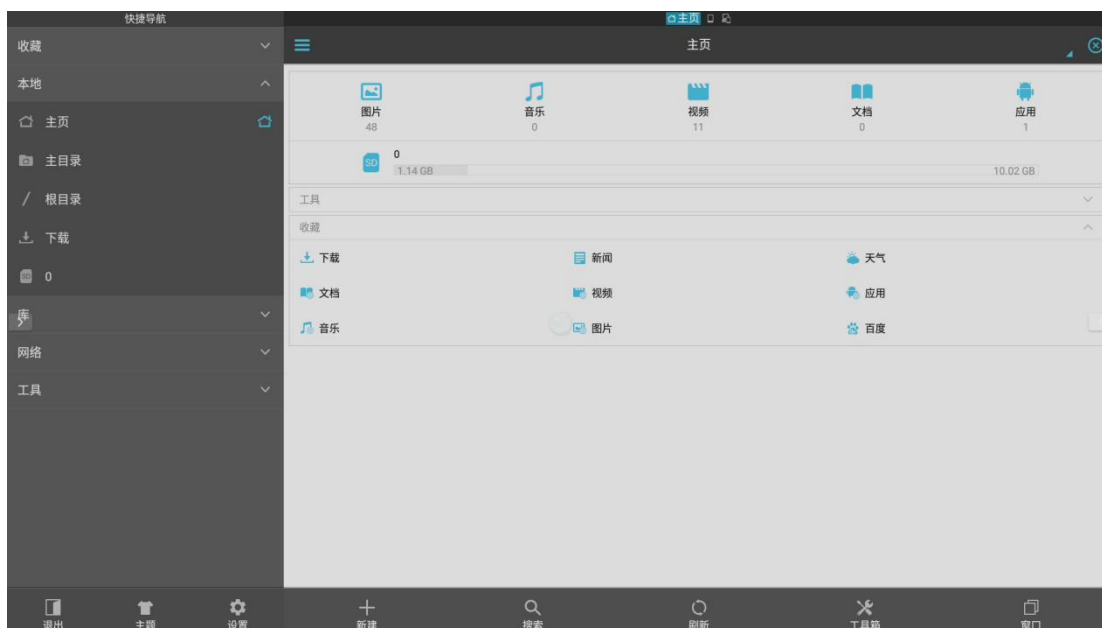 快捷导航
主页
收藏
主页
本地
主页
主目录
/ 根目录
下载
0
库
网络
工具
图片
48
音乐
0
视频
11
文档
0
应用
1
SD
0
1.14 GB
10.02 GB
工具
收藏
下载
新闻
天气
文档
视频
应用
音乐
图片
百度
退出
主题
设置
新建
搜索
刷新
工具箱
窗口